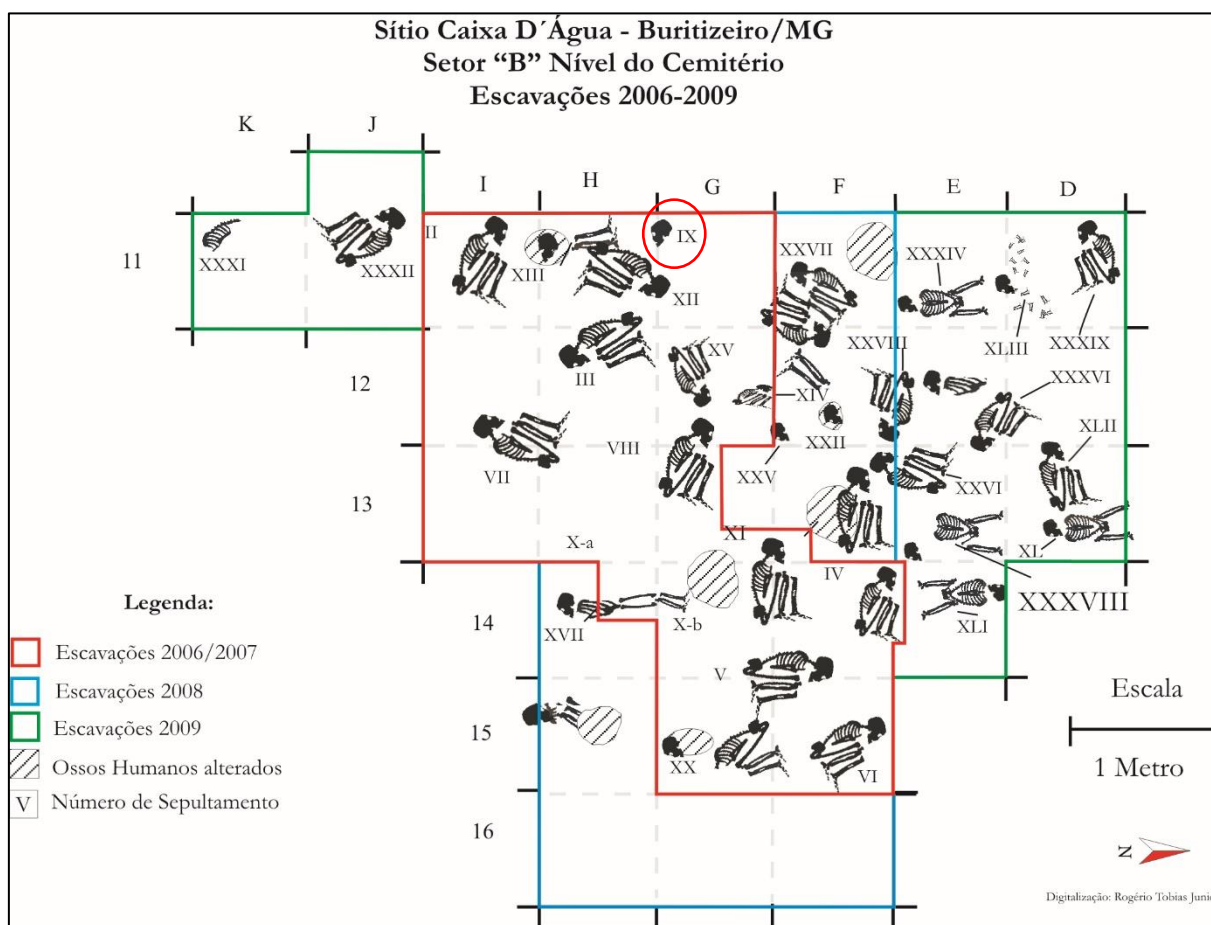 Sítio Caixa D´Água - Buritizeiro/MG
Setor “B” Nível do Cemitério
Escavações 2006-2009
K
J
I
H
G
F
E
D
11
II
XXXI
XXXII
XIII
IX
XII
XXVII
XXXIV
XLIII
XXXIX
12
III
XV
XIV
XXVIII
XXII
XXXVI
XLII
VII
VIII
XXV
XXVI
13
X-a
XI
IV
XL
XXXVIII
14
XVII
X-b
XLI
V
15
XX
VI
16
Legenda:
Escavações 2006/2007
Escavações 2008
Escavações 2009
Ossos Humanos alterados
V Número de Sepultamento
Escala
1 Metro
N
Digitalização: Rogério Tobias Juni